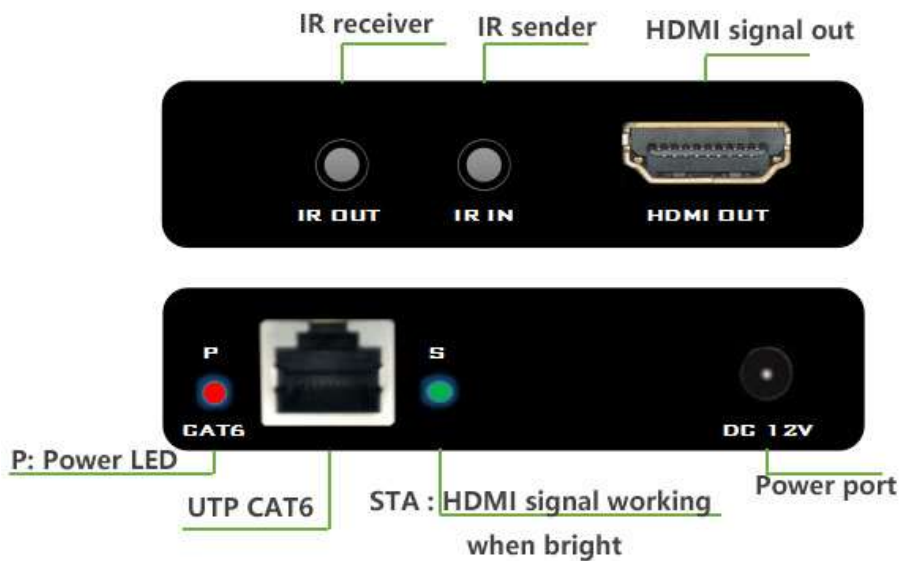 IR receiver
IR sender
HDMI signal out
IR OUT
IR IN
HDMI OUT
P
S
CAT6
DC 12V
P: Power LED
UTP CAT6
STA : HDMI signal working
when bright
Power port